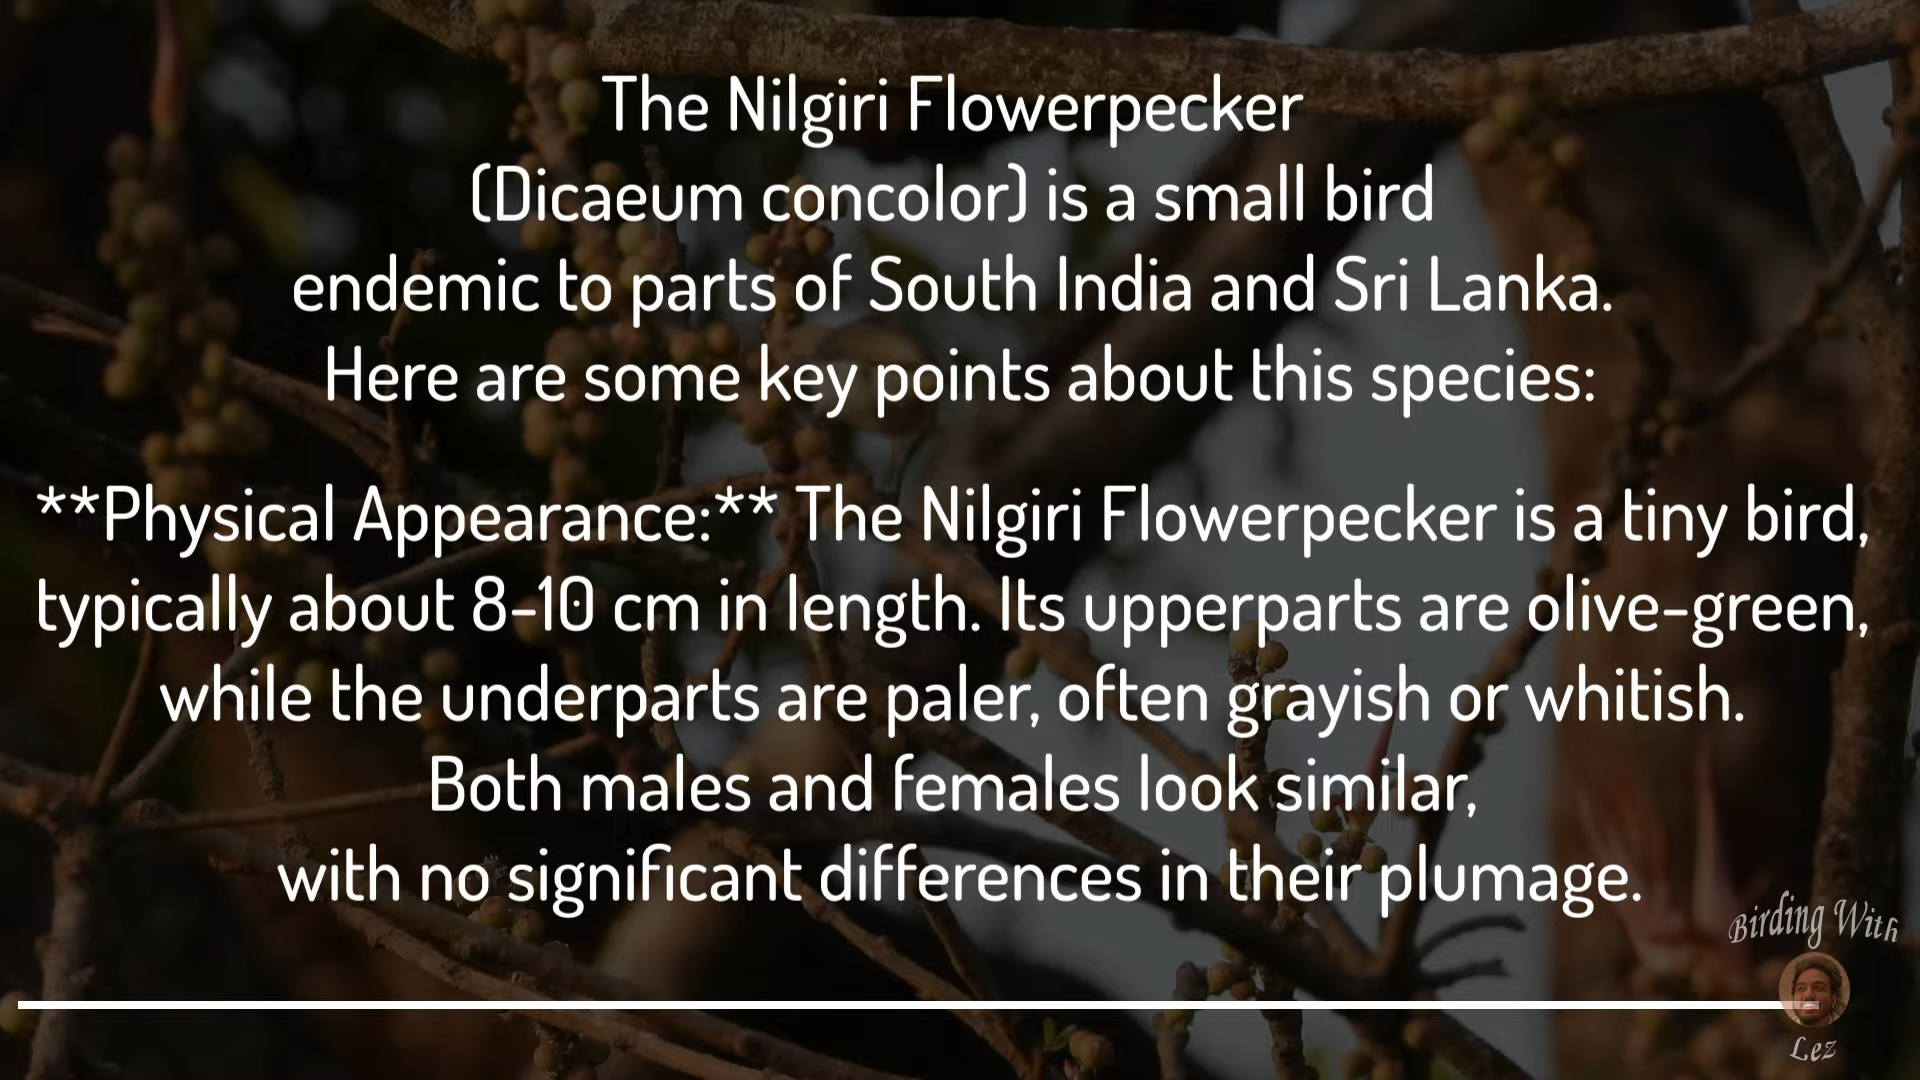 The Nilgiri Flowerpecker
(Dicaeum concolor) is a small bird
endemic to parts of South India and Sri Lanka.
Here are some key points about this species:
**Physical Appearance:** The Nilgiri Flowerpecker is a tiny bird,
typically about 8-10 cm in length. Its upperparts are olive-green,
while the underparts are paler, often grayish or whitish.
Both males and females look similar,
with no significant differences in their plumage.
Birding With
Lez